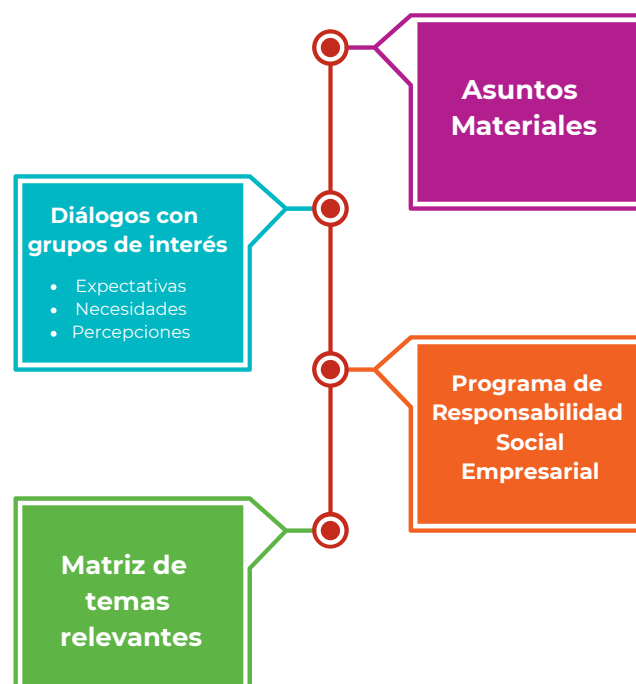 Asuntos
Materiales
Diálogos con
grupos de interés
• Expectativas
• Necesidades
• Percepciones
Programa de
Responsabilidad
Social
Empresarial
Matriz de
temas
relevantes